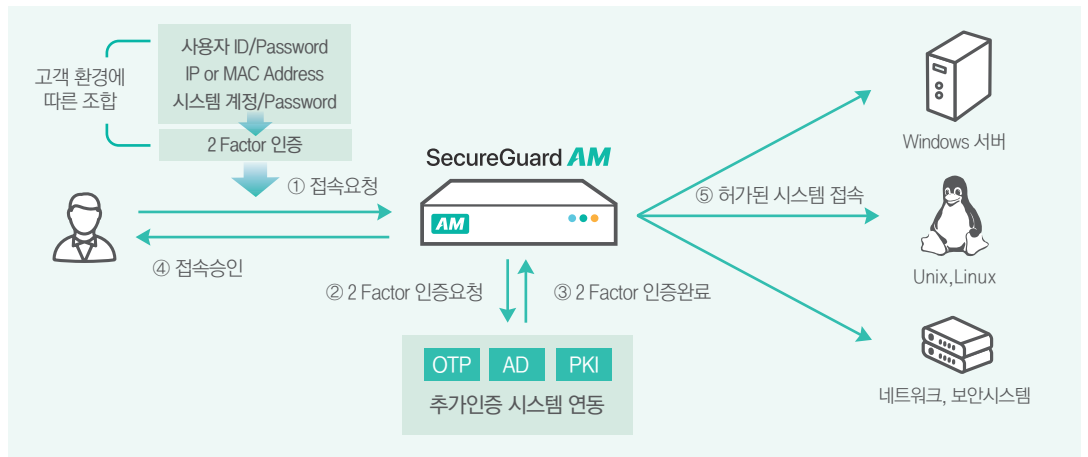 고객 환경에
따른 조합
사용자 ID/Password
IP or MAC Address
시스템 계정/Password
2 Factor 인증
① 접속요청
④ 접속승인
SecureGuard AM
AM
② 2 Factor 인증요청
③ 2 Factor 인증완료
OTP AD PKI
추가인증 시스템 연동
⑤ 허가된 시스템 접속
Windows 서버
Unix,Linux
네트워크, 보안시스템